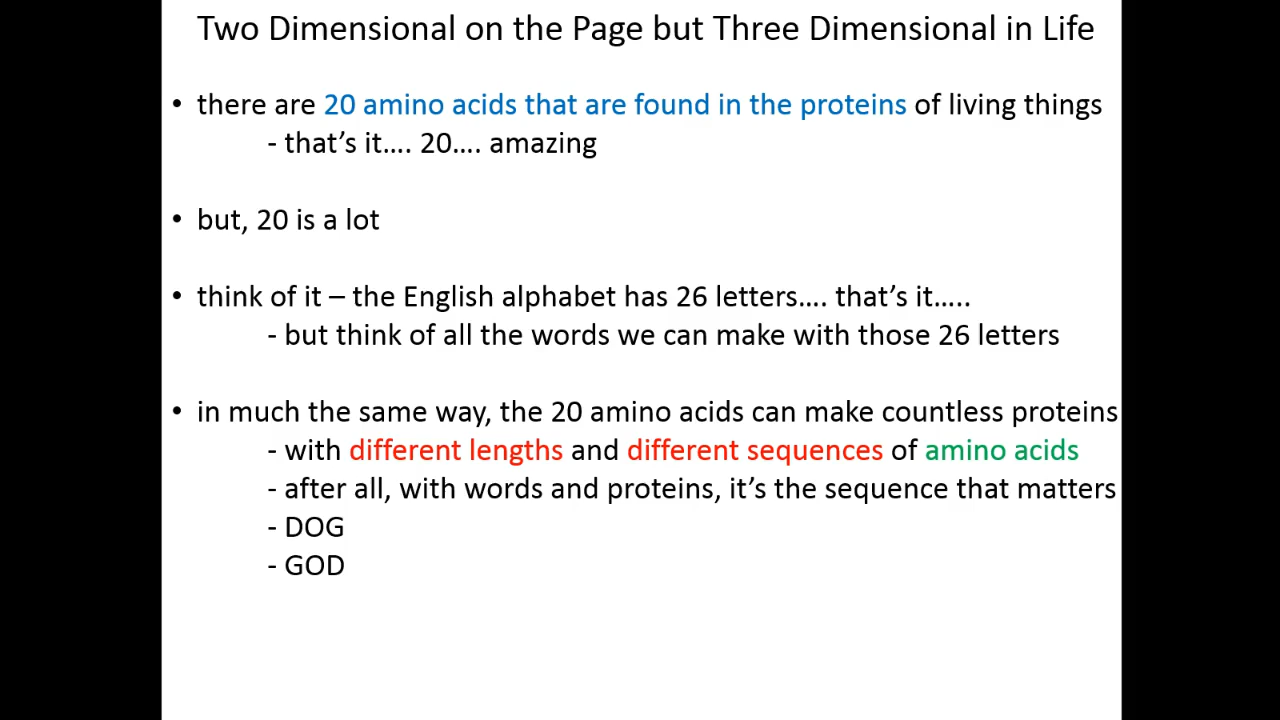 Two Dimensional on the Page but Three Dimensional in Life
• there are 20 amino acids that are found in the proteins of living things
- that’s it…. 20…. amazing
• but, 20 is a lot
• think of it – the English alphabet has 26 letters…. that’s it…..
- but think of all the words we can make with those 26 letters
• in much the same way, the 20 amino acids can make countless proteins
- with different lengths and different sequences of amino acids
- after all, with words and proteins, it’s the sequence that matters
- DOG
- GOD